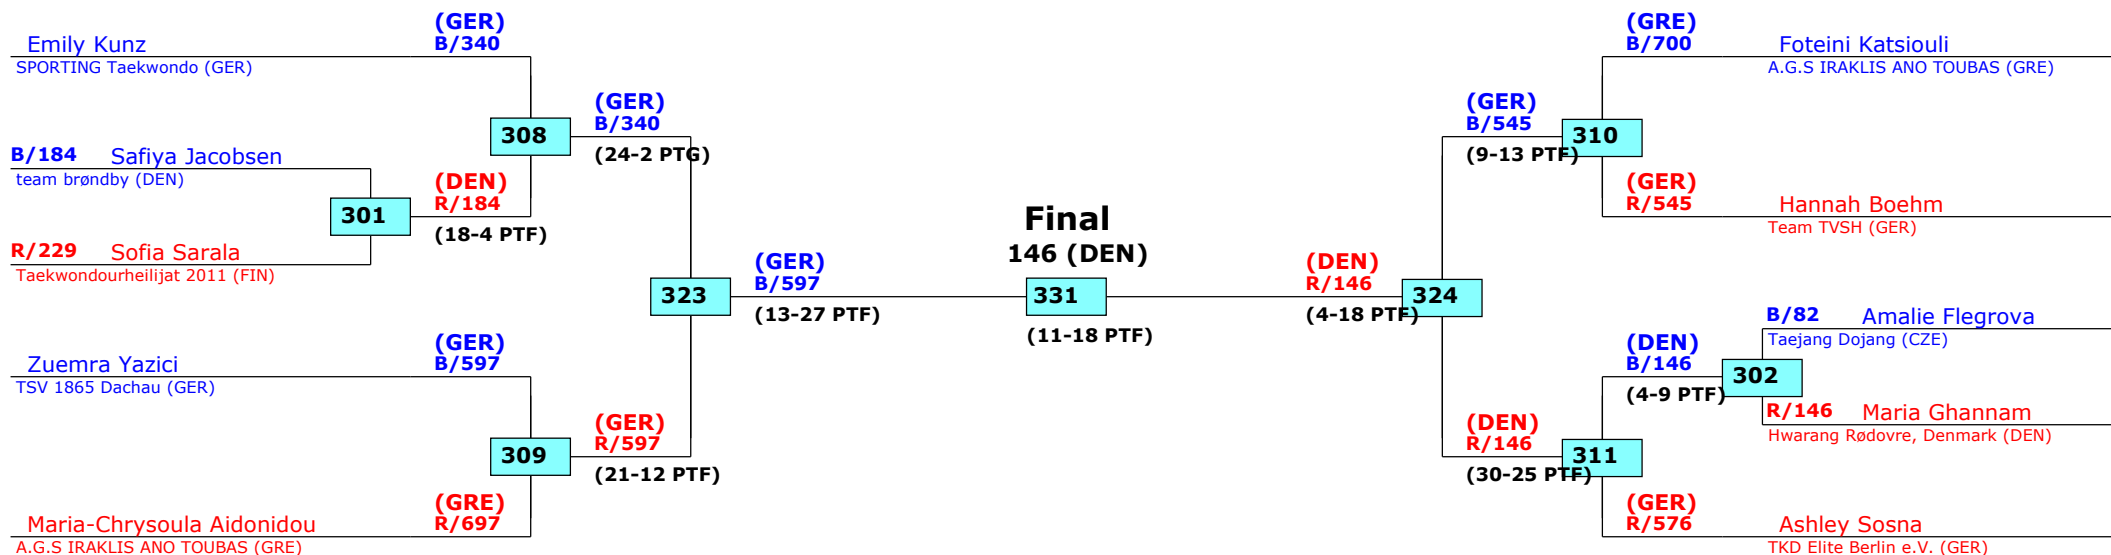 (GER)
B/340
Emily Kunz
SPORTING Taekwondo (GER)
308
(GER)
B/340
(24-2 PTG)
B/184 Safiya Jacobsen
team brøndby (DEN)
301
(DEN)
R/184
(18-4 PTF)
R/229 Sofia Sarala
Taekwondourheilijat 2011 (FIN)
323
(GER)
B/597
(13-27 PTF)
(GER)
B/597
Zuemra Yazici
TSV 1865 Dachau (GER)
309
(GER)
R/597
(21-12 PTF)
(GRE)
R/697
Maria-Chrysoula Aidonidou
A.G.S IRAKLIS ANO TOUBAS (GRE)
Final
146 (DEN)
331
(11-18 PTF)
(GRE)
B/700
Foteini Katsiouli
A.G.S IRAKLIS ANO TOUBAS (GRE)
(GER)
B/545
(9-13 PTF)
310
(GER)
R/545
Hannah Boehm
Team TVSH (GER)
(DEN)
R/146
(4-18 PTF)
324
B/82 Amalie Flegrova
Taejang Dojang (CZE)
(DEN)
B/146
(4-9 PTF)
302
R/146 Maria Ghannam
Hwarang Rødovre, Denmark (DEN)
(DEN)
R/146
(30-25 PTF)
311
(GER)
R/576
Ashley Sosna
TKD Elite Berlin e.V. (GER)